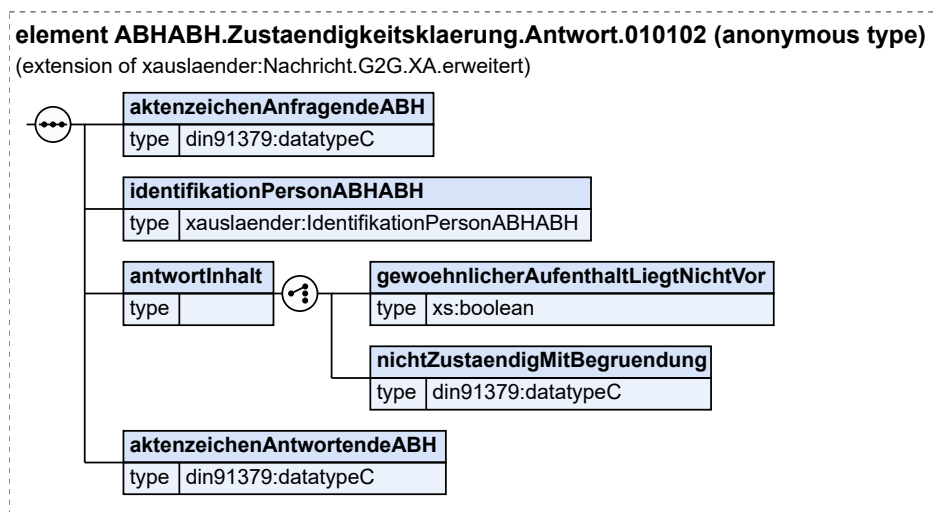 element ABHABH.Zustaendigkeitsklaerung.Antwort.010102 (anonymous type)
(extension of xauslaender:Nachricht.G2G.XA.erweitert)
aktenzeichenAnfragendeABH
type din91379:datatypeC
identifikationPersonABHABH
type xauslaender:IdentifikationPersonABHABH
antwortInhalt
type
gewoehnlicherAufenthaltLiegtNichtVor
type xs:boolean
nichtZustaendigMitBegruendung
type din91379:datatypeC
aktenzeichenAntwortendeABH
type din91379:datatypeC